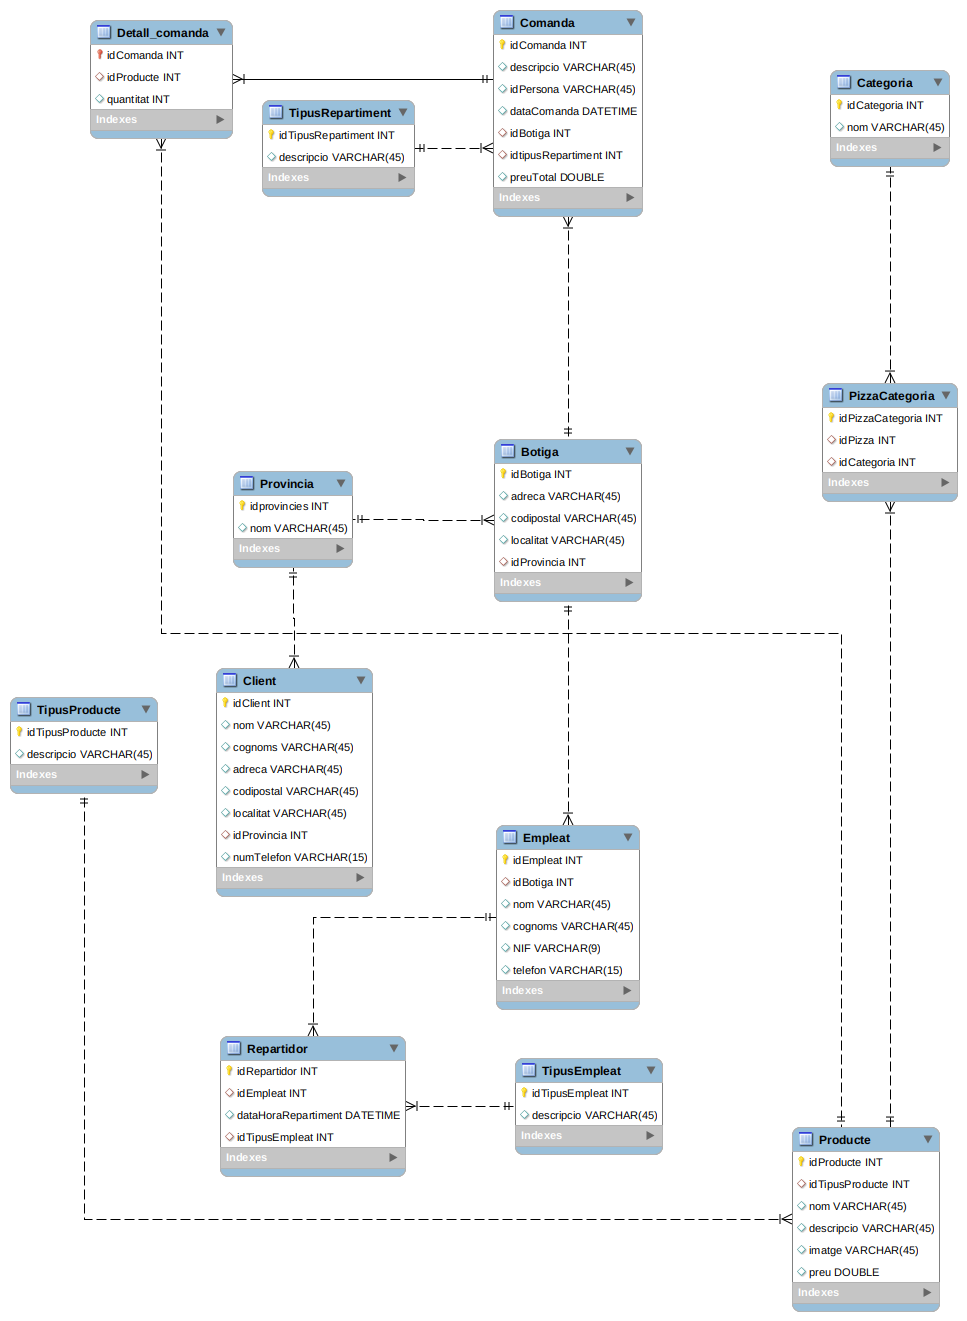 Detall_comanda
idComanda INT
idProducte INT
quantitat INT
Indexes
Comanda
idComanda INT
descripcio VARCHAR(45)
idPersona VARCHAR(45)
dataComanda DATETIME
idBotiga INT
idtipusRepartiment INT
preuTotal DOUBLE
Indexes
TipusRepartiment
idTipusRepartiment INT
descripcio VARCHAR(45)
Indexes
Categoria
idCategoria INT
nom VARCHAR(45)
Indexes
PizzaCategoria
idPizzaCategoria INT
idPizza INT
idCategoria INT
Indexes
Botiga
idBotiga INT
adreca VARCHAR(45)
codipostal VARCHAR(45)
localitat VARCHAR(45)
idProvincia INT
Indexes
Provincia
idprovincies INT
nom VARCHAR(45)
Indexes
Client
idClient INT
nom VARCHAR(45)
cognoms VARCHAR(45)
adreca VARCHAR(45)
codipostal VARCHAR(45)
localitat VARCHAR(45)
idProvincia INT
numTelefon VARCHAR(15)
Indexes
TipusProducte
idTipusProducte INT
descripcio VARCHAR(45)
Indexes
Empleat
idEmpleat INT
idBotiga INT
nom VARCHAR(45)
cognoms VARCHAR(45)
NIF VARCHAR(9)
telefon VARCHAR(15)
Indexes
Repartidor
idRepartidor INT
idEmpleat INT
dataHoraRepartiment DATETIME
idTipusEmpleat INT
Indexes
TipusEmpleat
idTipusEmpleat INT
descripcio VARCHAR(45)
Indexes
Producte
idProducte INT
idTipusProducte INT
nom VARCHAR(45)
descripcio VARCHAR(45)
imatge VARCHAR(45)
preu DOUBLE
Indexes